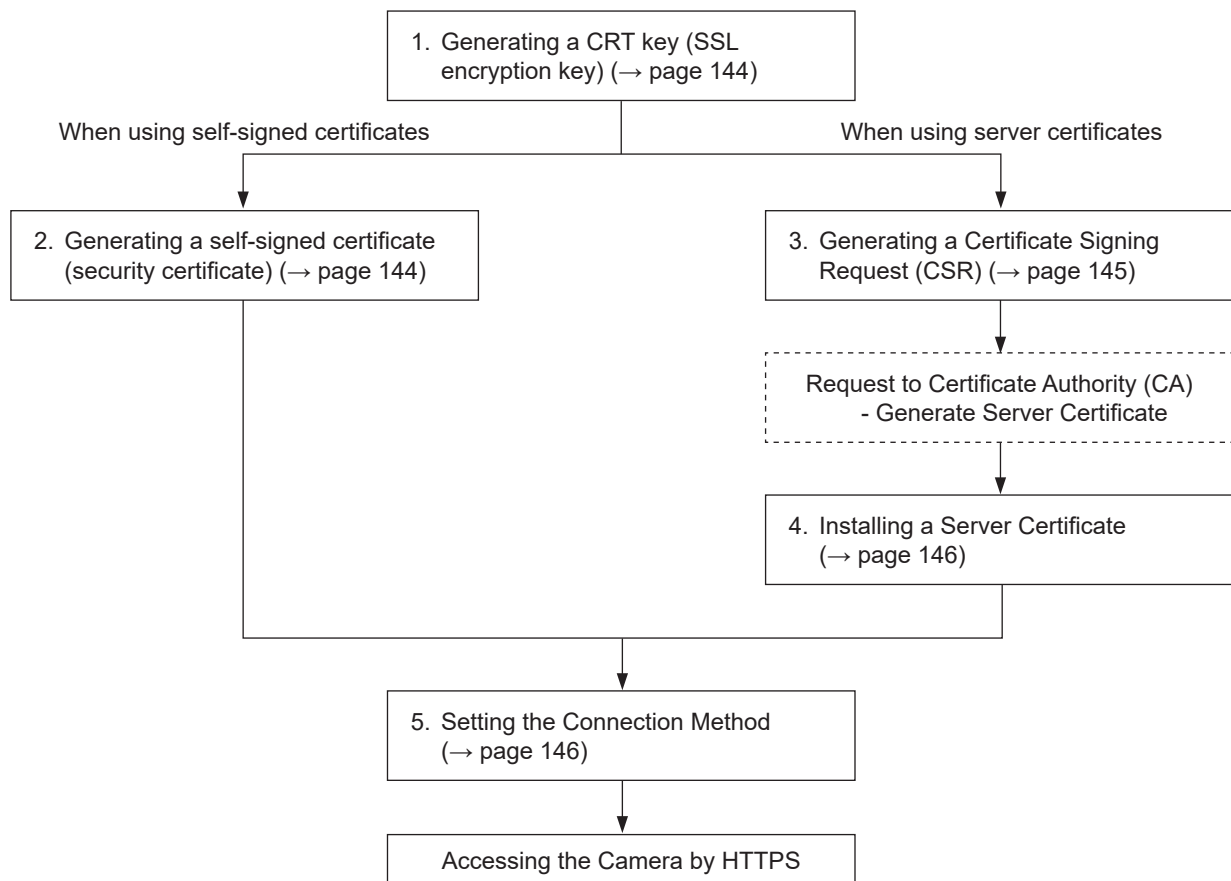 1. Generating a CRT key (SSL
encryption key) (→ page 144)
When using self-signed certificates
When using server certificates
2. Generating a self-signed certificate
(security certificate) (→ page 144)
3. Generating a Certificate Signing
Request (CSR) (→ page 145)
Request to Certificate Authority (CA)
- Generate Server Certificate
4. Installing a Server Certificate
(→ page 146)
5. Setting the Connection Method
(→ page 146)
Accessing the Camera by HTTPS